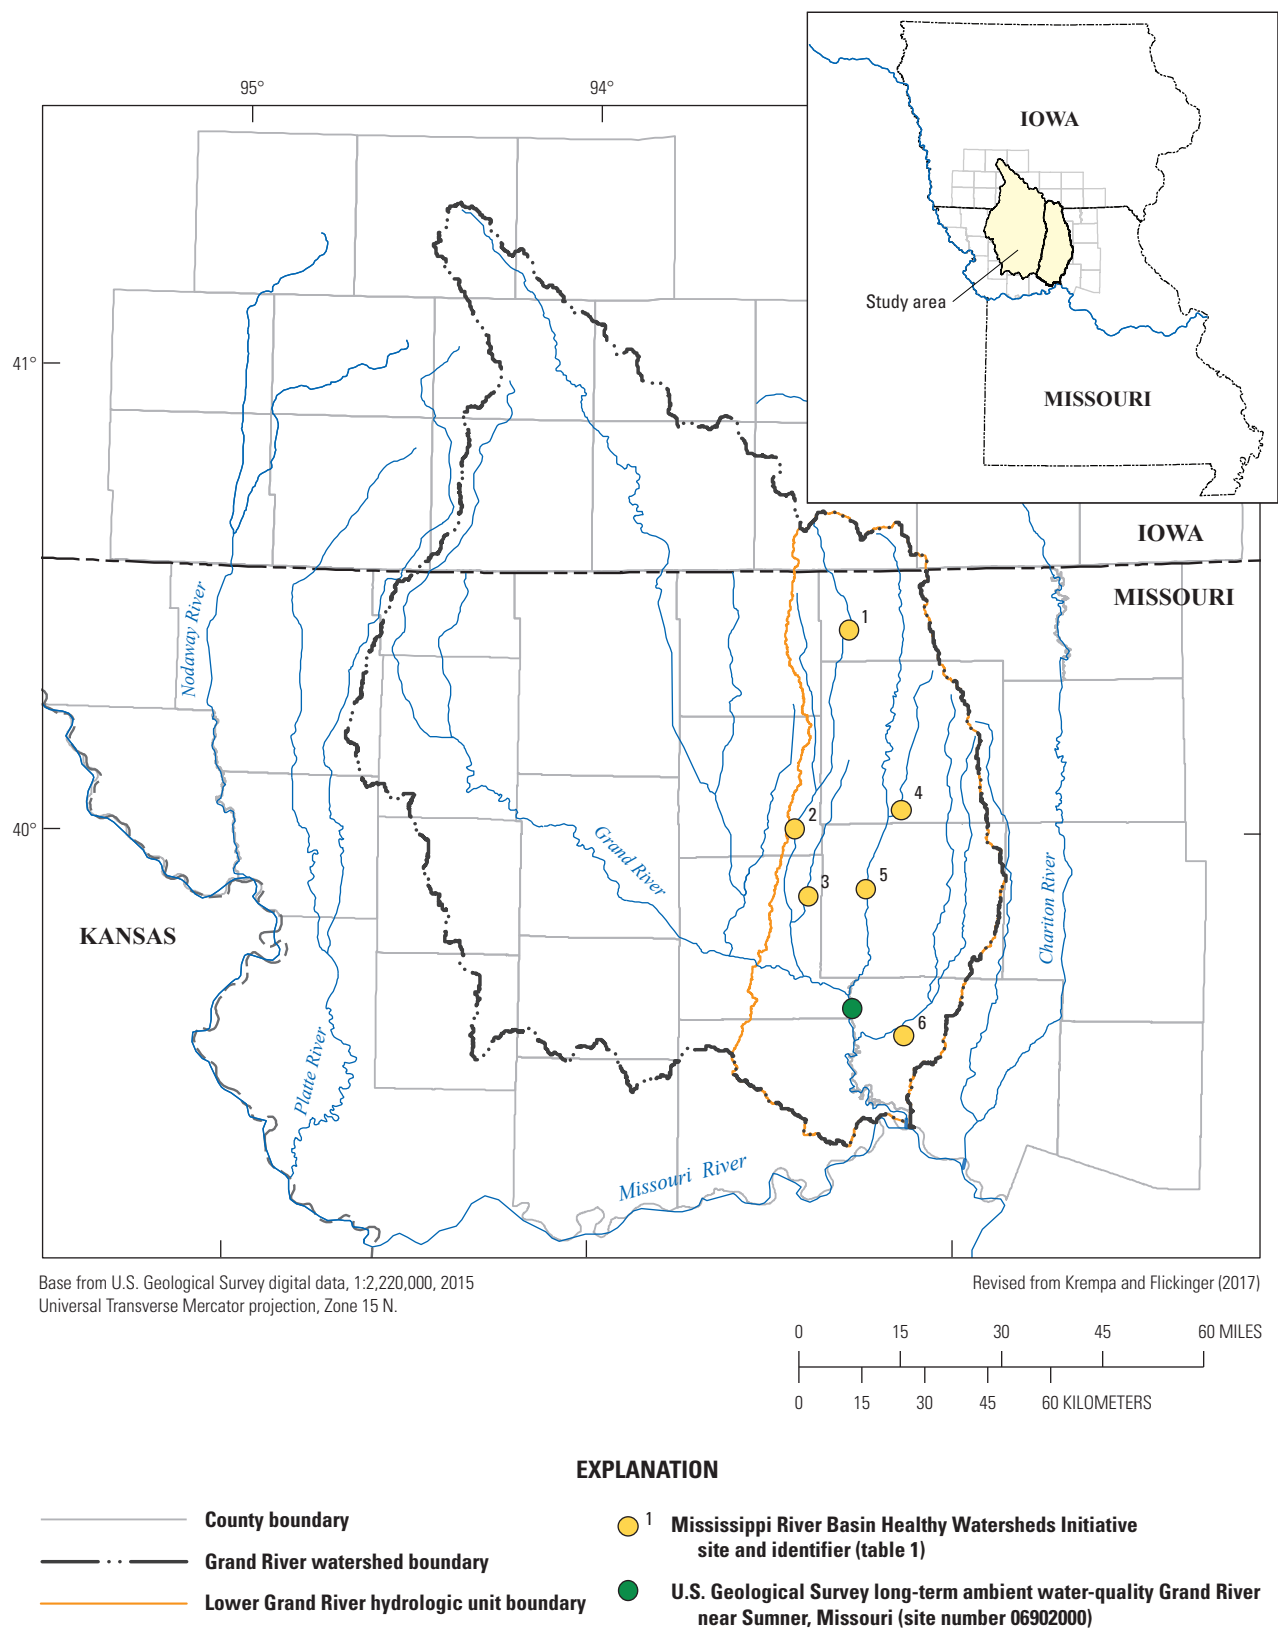 95°
94°
IOWA
Study area
MISSOURI
41°
IOWA
MISSOURI
Nodaway River
1
4
40°
2
Grand River
5
3
Chariton River
KANSAS
6
Platte River
Missouri River
Base from U.S. Geological Survey digital data, 1:2,220,000, 2015
Universal Transverse Mercator projection, Zone 15 N.
Revised from Krempa and Flickinger (2017)
0 15 30 45 60 MILES
0 15 30 45 60 KILOMETERS
EXPLANATION
County boundary
Grand River watershed boundary
Lower Grand River hydrologic unit boundary
1 Mississippi River Basin Healthy Watersheds Initiative
site and identifier (table 1)
U.S. Geological Survey long-term ambient water-quality Grand River
near Sumner, Missouri (site number 06902000)